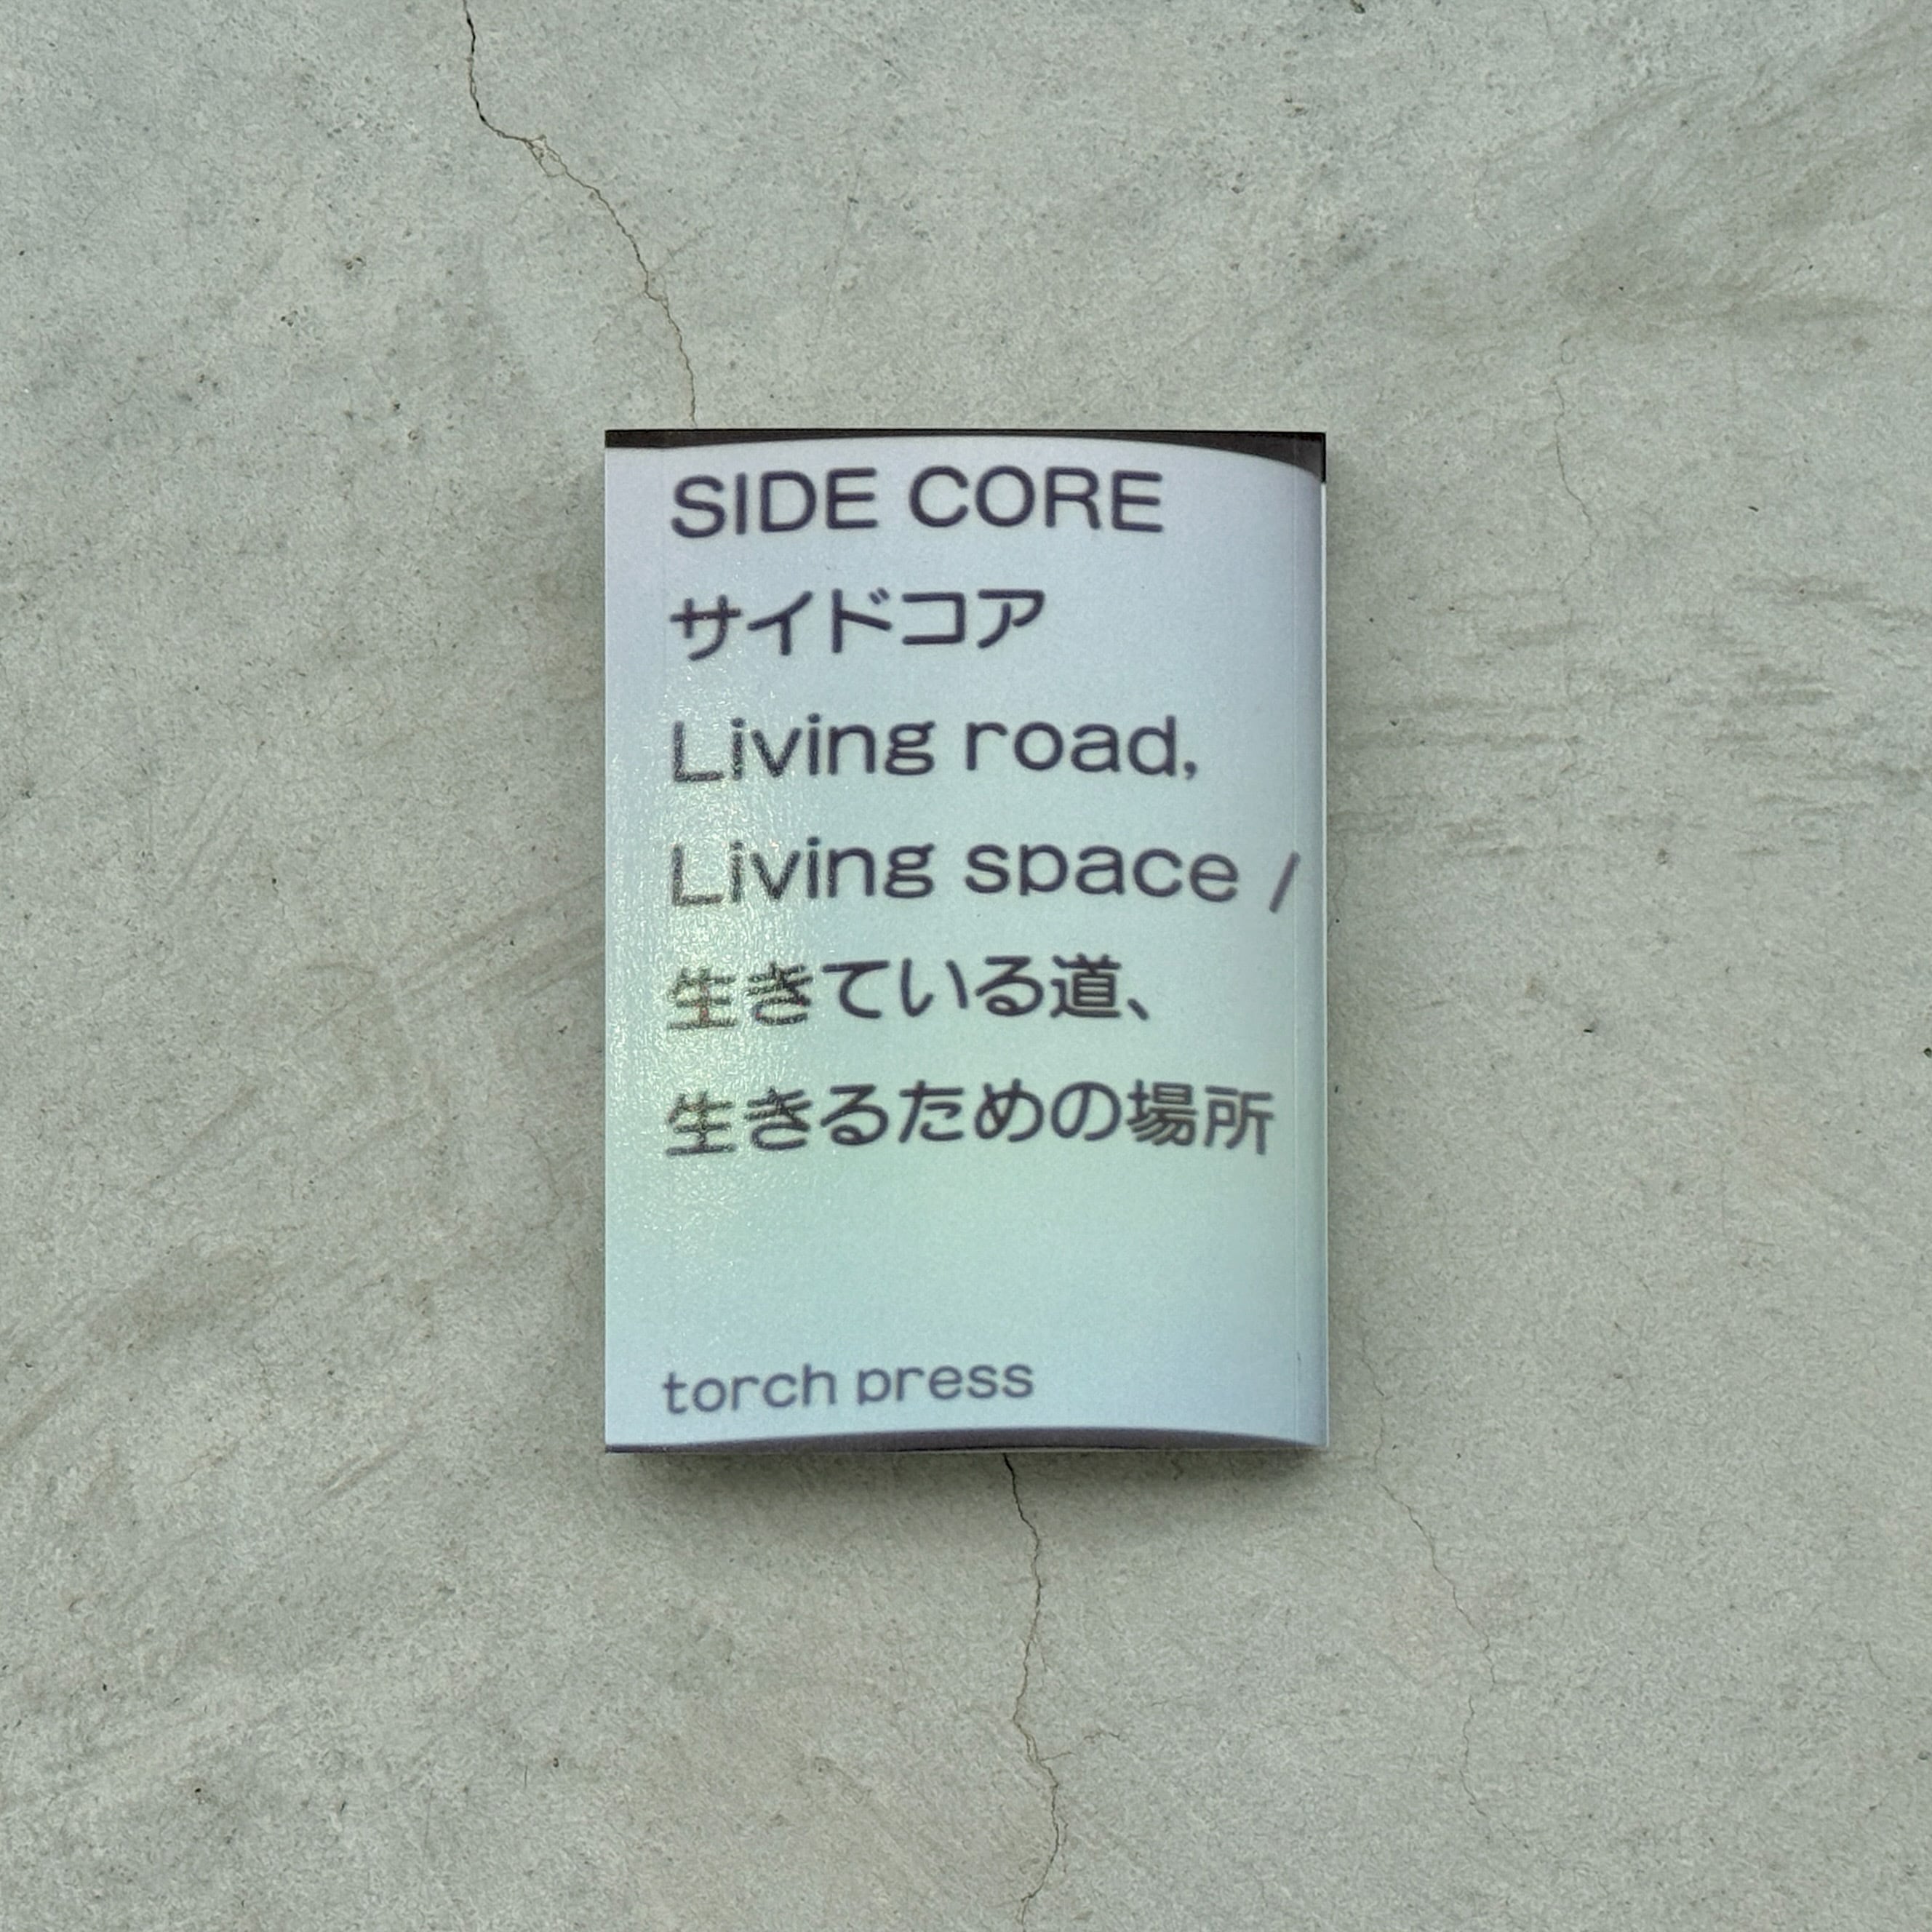 SIDE CORE
サイドコア
Living road,
Living space /
生きている道、
生きるための場所
torch press